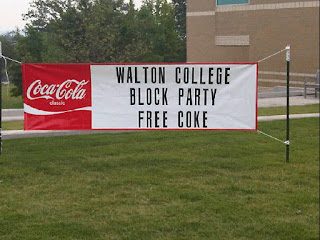 Coca-Cola
classic
WALTON COLLEGE
BLOCK PARTY
FREE COKE